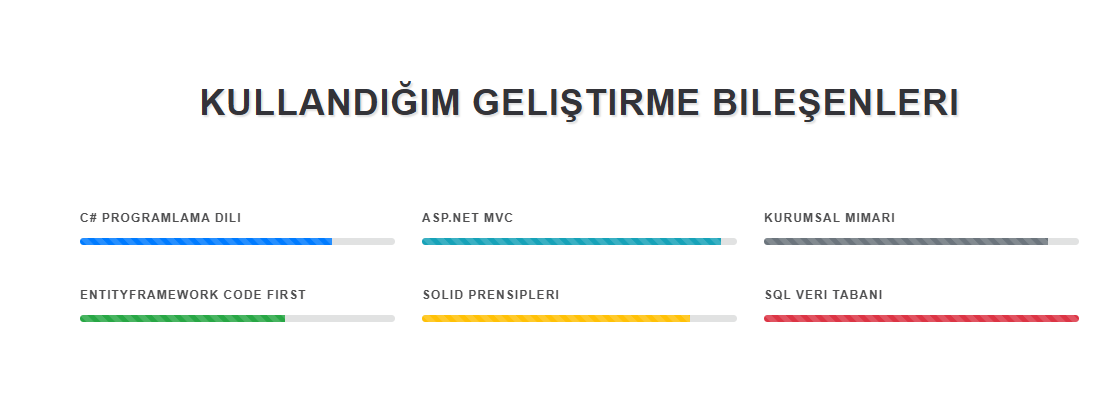 KULLANDIĞIM GELIŞTIRME BILEŞENLERI
C# PROGRAMLAMA DILI
ASP.NET MVC
KURUMSAL MIMARI
ENTITYFRAMEWORK CODE FIRST
SOLID PRENSIPLERI
SQL VERI TABANI